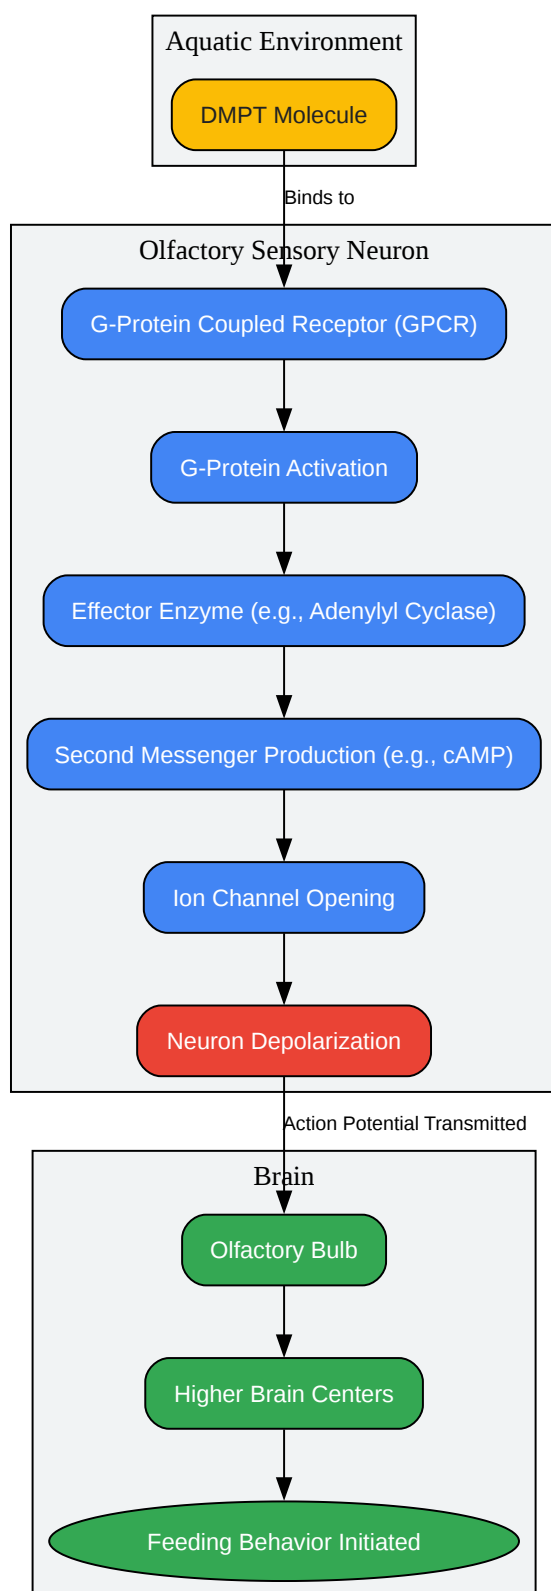 Aquatic Environment
DMPT Molecule
Binds to
Olfactory Sensory Neuron
G-Protein Coupled Receptor (GPCR)
G-Protein Activation
Effector Enzyme (e.g., Adenylyl Cyclase)
Second Messenger Production (e.g., cAMP)
Ion Channel Opening
Neuron Depolarization
Action Potential Transmitted
Brain
Olfactory Bulb
Higher Brain Centers
Feeding Behavior Initiated